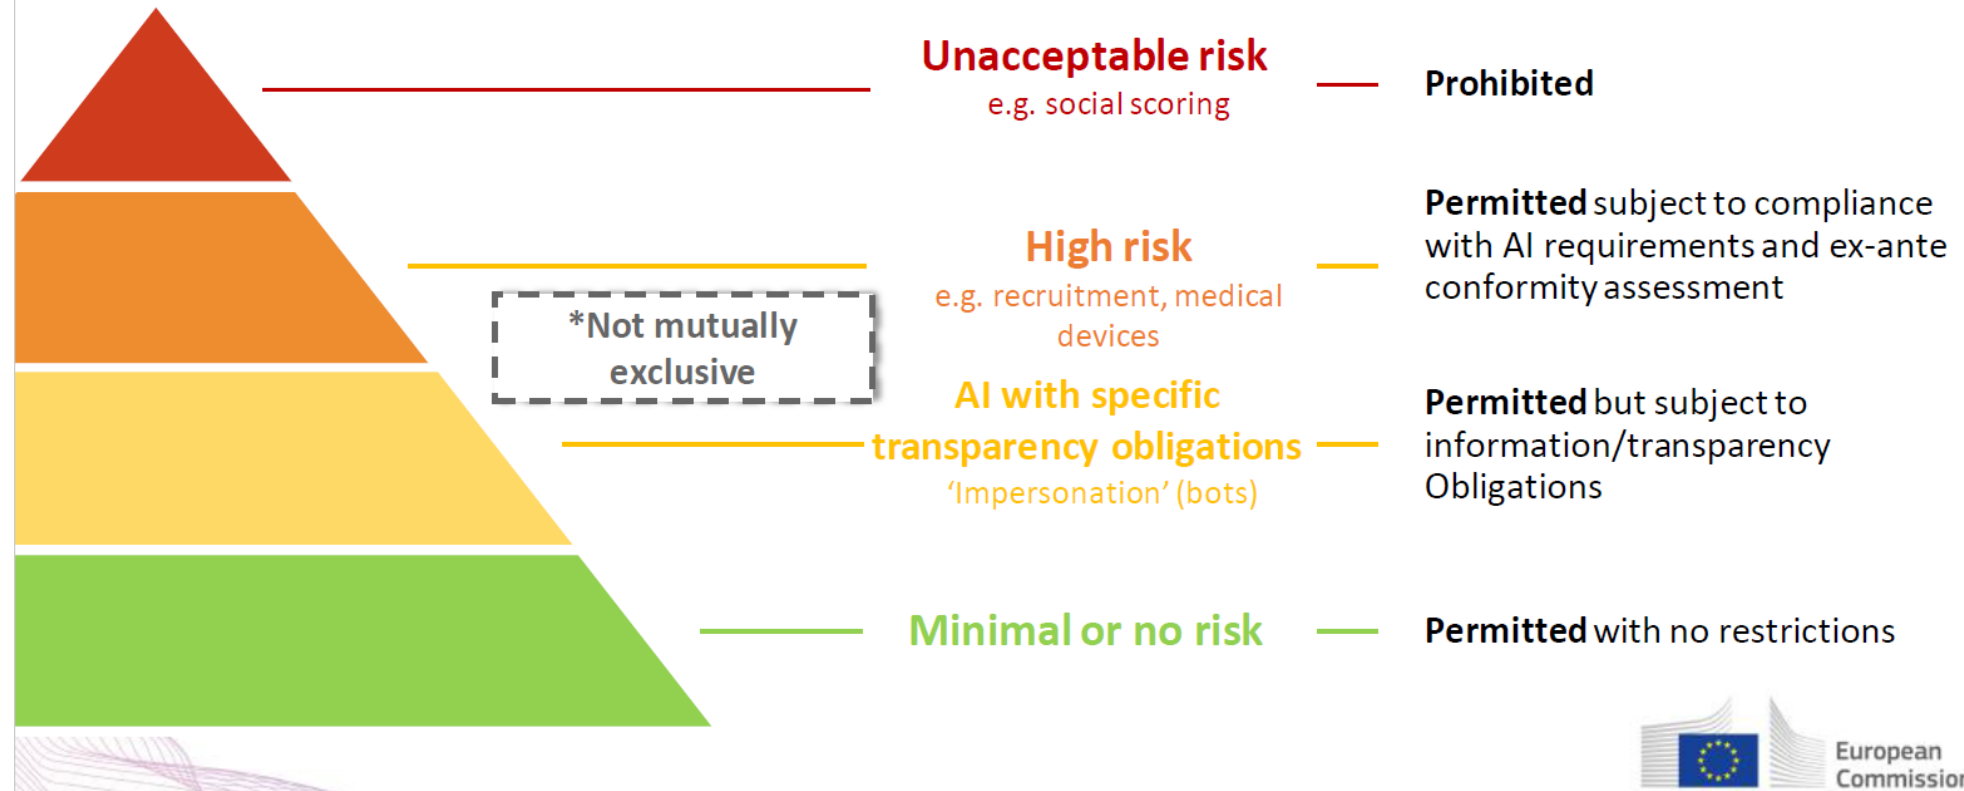 Unacceptable risk
e.g. social scoring
Prohibited
High risk
e.g. recruitment, medical
devices
Permitted subject to compliance
with AI requirements and ex-ante
conformity assessment
*Not mutually
exclusive
AI with specific
transparency obligations
‘Impersonation’ (bots)
Permitted but subject to
information/transparency
Obligations
Minimal or no risk
Permitted with no restrictions
European
Commission